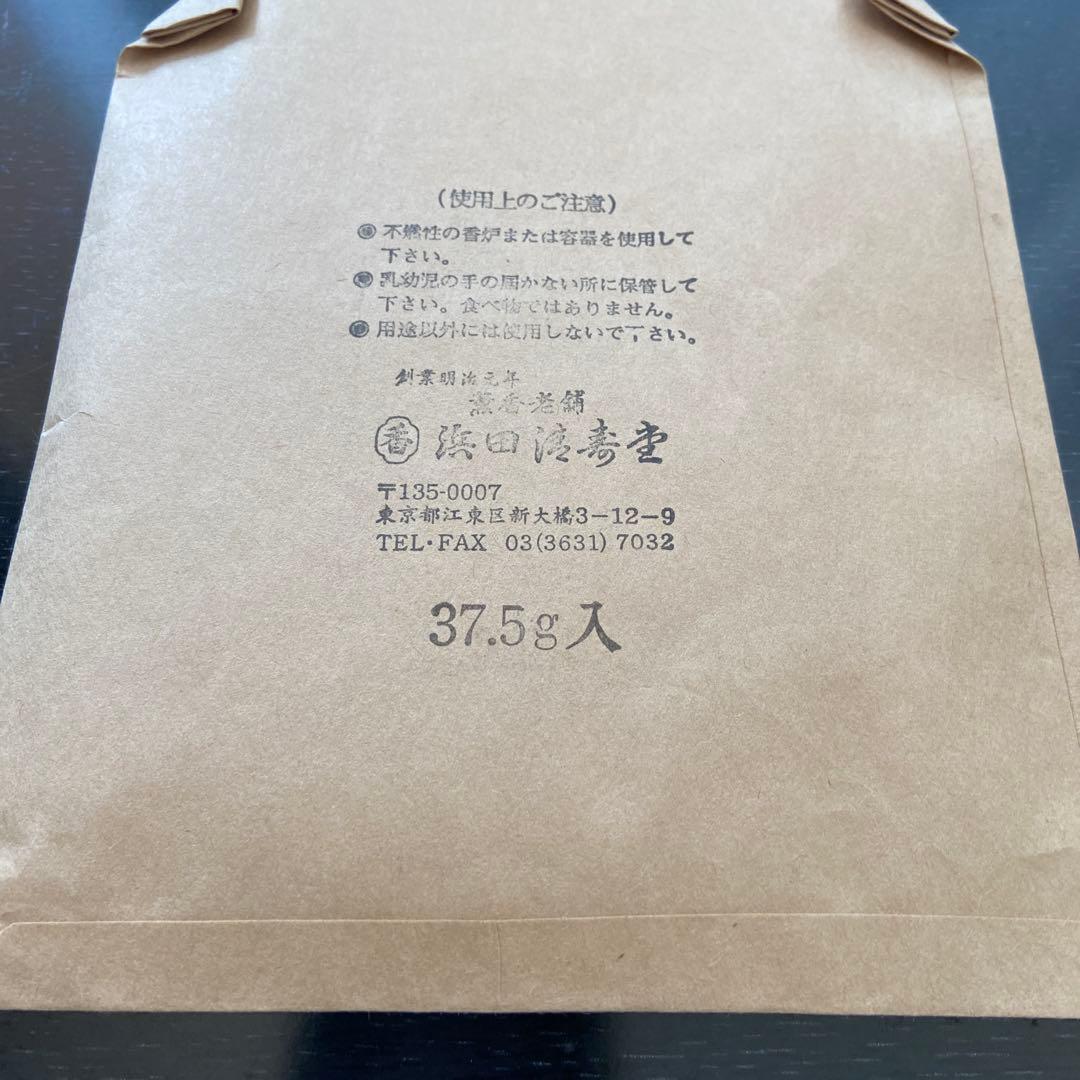 (使用上のご注意)
◉不燃性の香炉または容器を使用して
下さい。
◉乳幼児の手の届かない所に保管して
下さい。食べ物ではありません。
◉用途以外には使用しないで下さい。
創業明治元年
薫香老舗
香 浜田清寿堂
〒135-0007
東京都江東区新大橋3−12−9
TEL・FAX 03(3631)7032
37.5g入